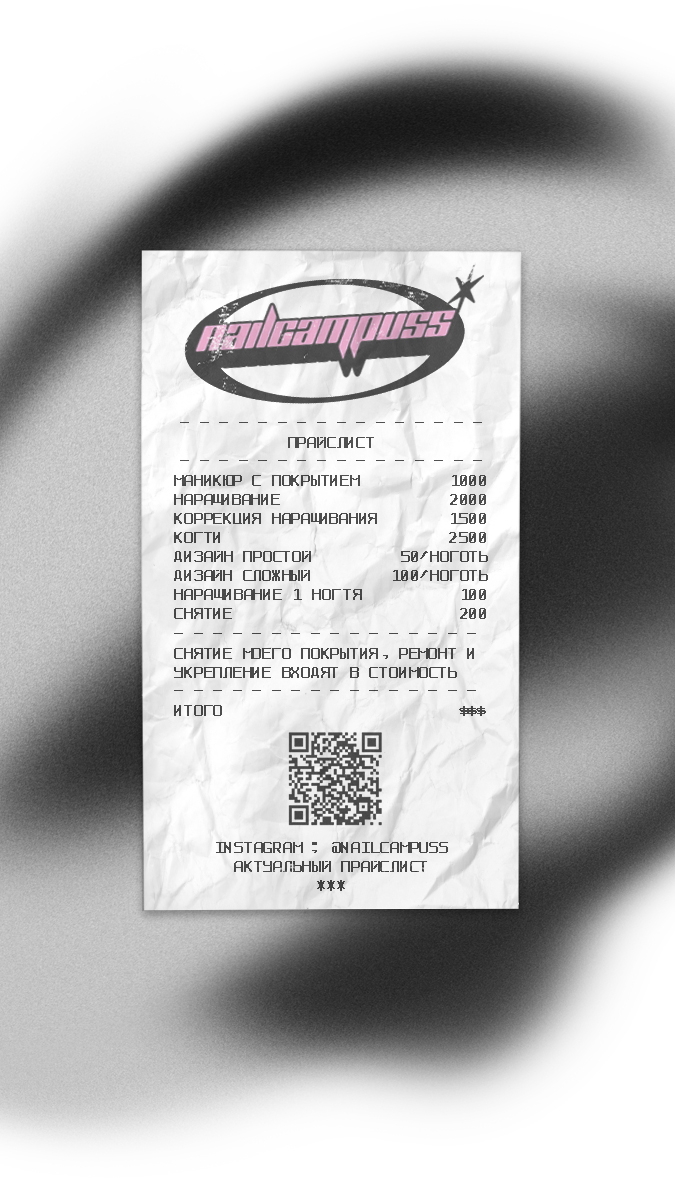 nailcampuss
ПРАЙСЛИСТ
МАНИКЮР С ПОКРЫТИЕМ 1000
НАРАЩИВАНИЕ 2000
КОРРЕКЦИЯ НАРАЩИВАНИЯ 1500
КОГТИ 2500
ДИЗАЙН ПРОСТОЙ 50/НОГОТЬ
ДИЗАЙН СЛОЖНЫЙ 100/НОГОТЬ
НАРАЩИВАНИЕ 1 НОГТЯ 100
СНЯТИЕ 200
СНЯТИЕ МОЕГО ПОКРЫТИЯ, РЕМОНТ И
УКРЕПЛЕНИЕ ВХОДЯТ В СТОИМОСТЬ
ИТОГО $$$
INSTAGRAM : @NAILCAMPUSS
АКТУАЛЬНЫЙ ПРАЙСЛИСТ
***